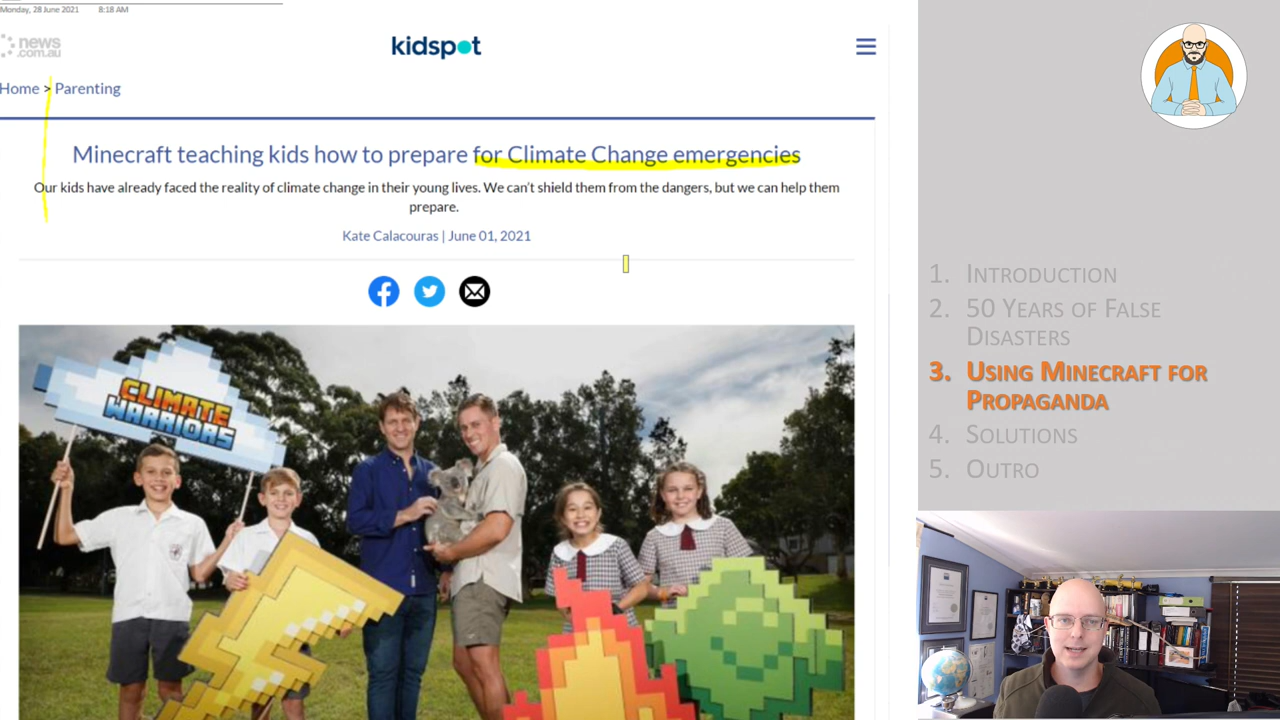 Monday, 28 June 2021 8:18 AM
news
.com.au
kidspot
Home > Parenting
Minecraft teaching kids how to prepare for Climate Change emergencies
Our kids have already faced the reality of climate change in their young lives. We can't shield them from the dangers, but we can help them
prepare.
Kate Calacouras | June 01, 2021
CLIMATE
WARRIORS
1. INTRODUCTION
2. 50 YEARS OF FALSE
DISASTERS
3. USING MINECRAFT FOR
PROPAGANDA
4. SOLUTIONS
5. OUTRO